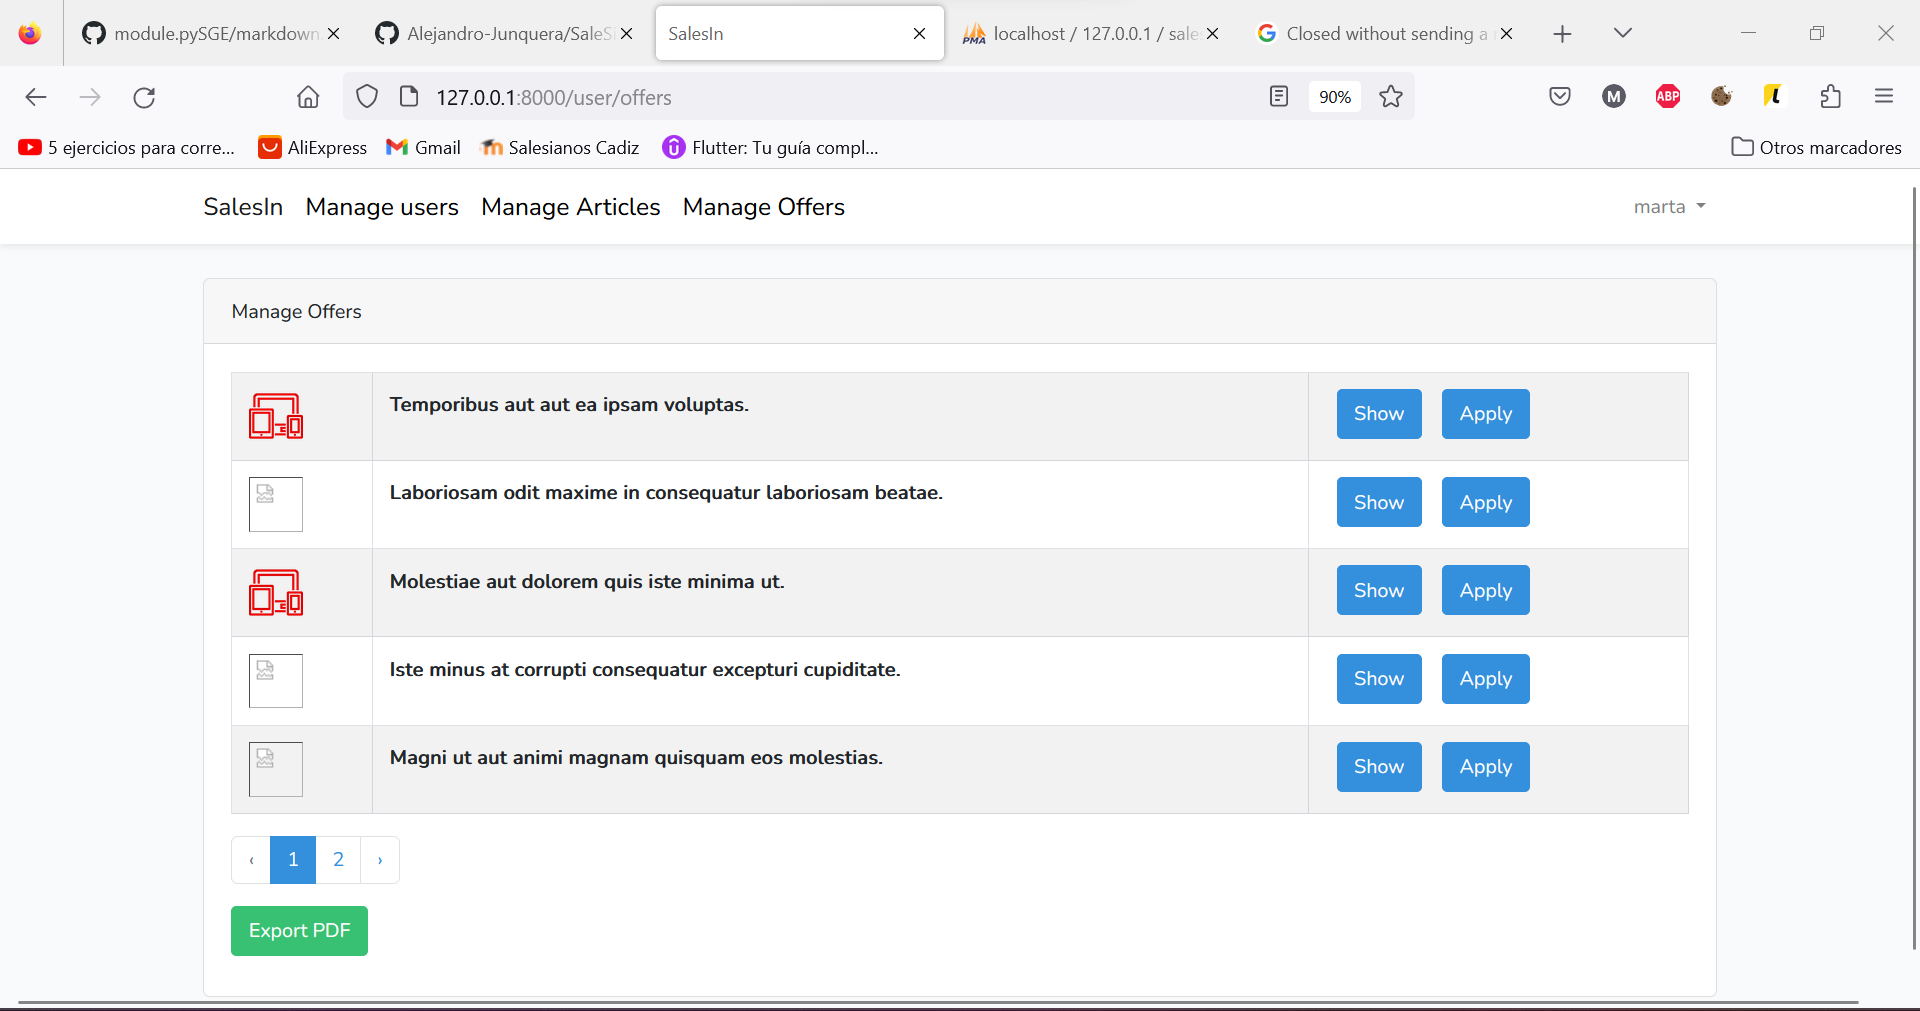 module.pySGE/markdown
Alejandro-Junquera/SaleS
SalesIn
localhost / 127.0.0.1 / sale
Closed without sending a
127.0.0.1:8000/user/offers
90%
M
ABP
5 ejercicios para corre...
AliExpress
Gmail
Salesianos Cadiz
Flutter: Tu guía compl...
Otros marcadores
SalesIn Manage users Manage Articles Manage Offers
marta
Manage Offers
Temporibus aut aut ea ipsam voluptas. Show Apply
Laboriosam odit maxime in consequatur laboriosam beatae. Show Apply
Molestiae aut dolorem quis iste minima ut. Show Apply
Iste minus at corrupti consequatur excepturi cupiditate. Show Apply
Magni ut aut animi magnam quisquam eos molestias. Show Apply
‹ 1 2 ›
Export PDF